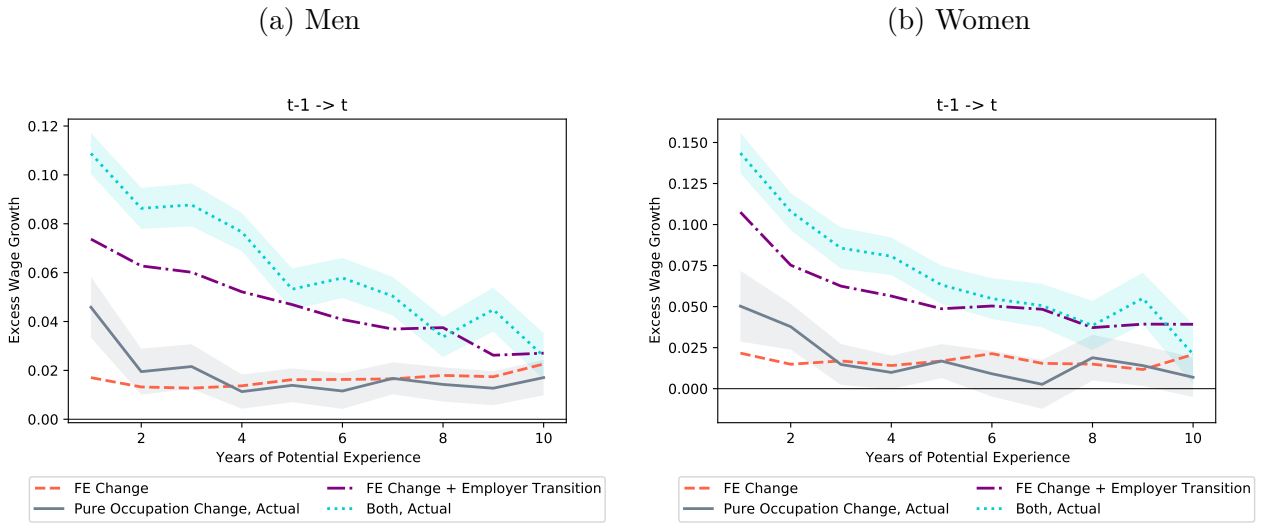 (a) Men
t-1 -> t
Excess Wage Growth
0.12
0.10
0.08
0.06
0.04
0.02
0.00
2 4 6 8 10
Years of Potential Experience
FE Change
Pure Occupation Change, Actual
FE Change + Employer Transition
Both, Actual
(b) Women
t-1 -> t
Excess Wage Growth
0.150
0.125
0.100
0.075
0.050
0.025
0.000
2 4 6 8 10
Years of Potential Experience
FE Change
Pure Occupation Change, Actual
FE Change + Employer Transition
Both, Actual